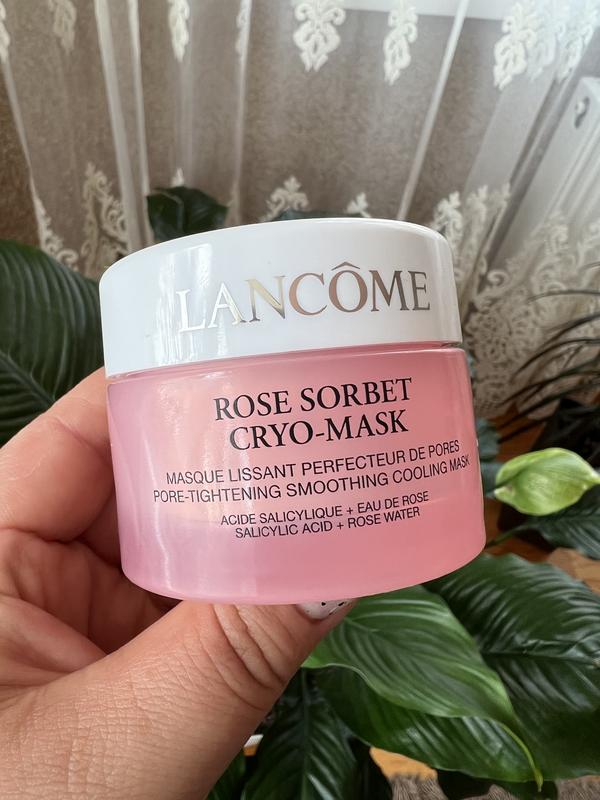 LANCÔME
ROSE SORBET
CRYO-MASK
MASQUE LISSANT PERFECTEUR DE PORES
PORE-TIGHTENING SMOOTHING COOLING MASK
ACIDE SALICYLIQUE + EAU DE ROSE
SALICYLIC ACID + ROSE WATER